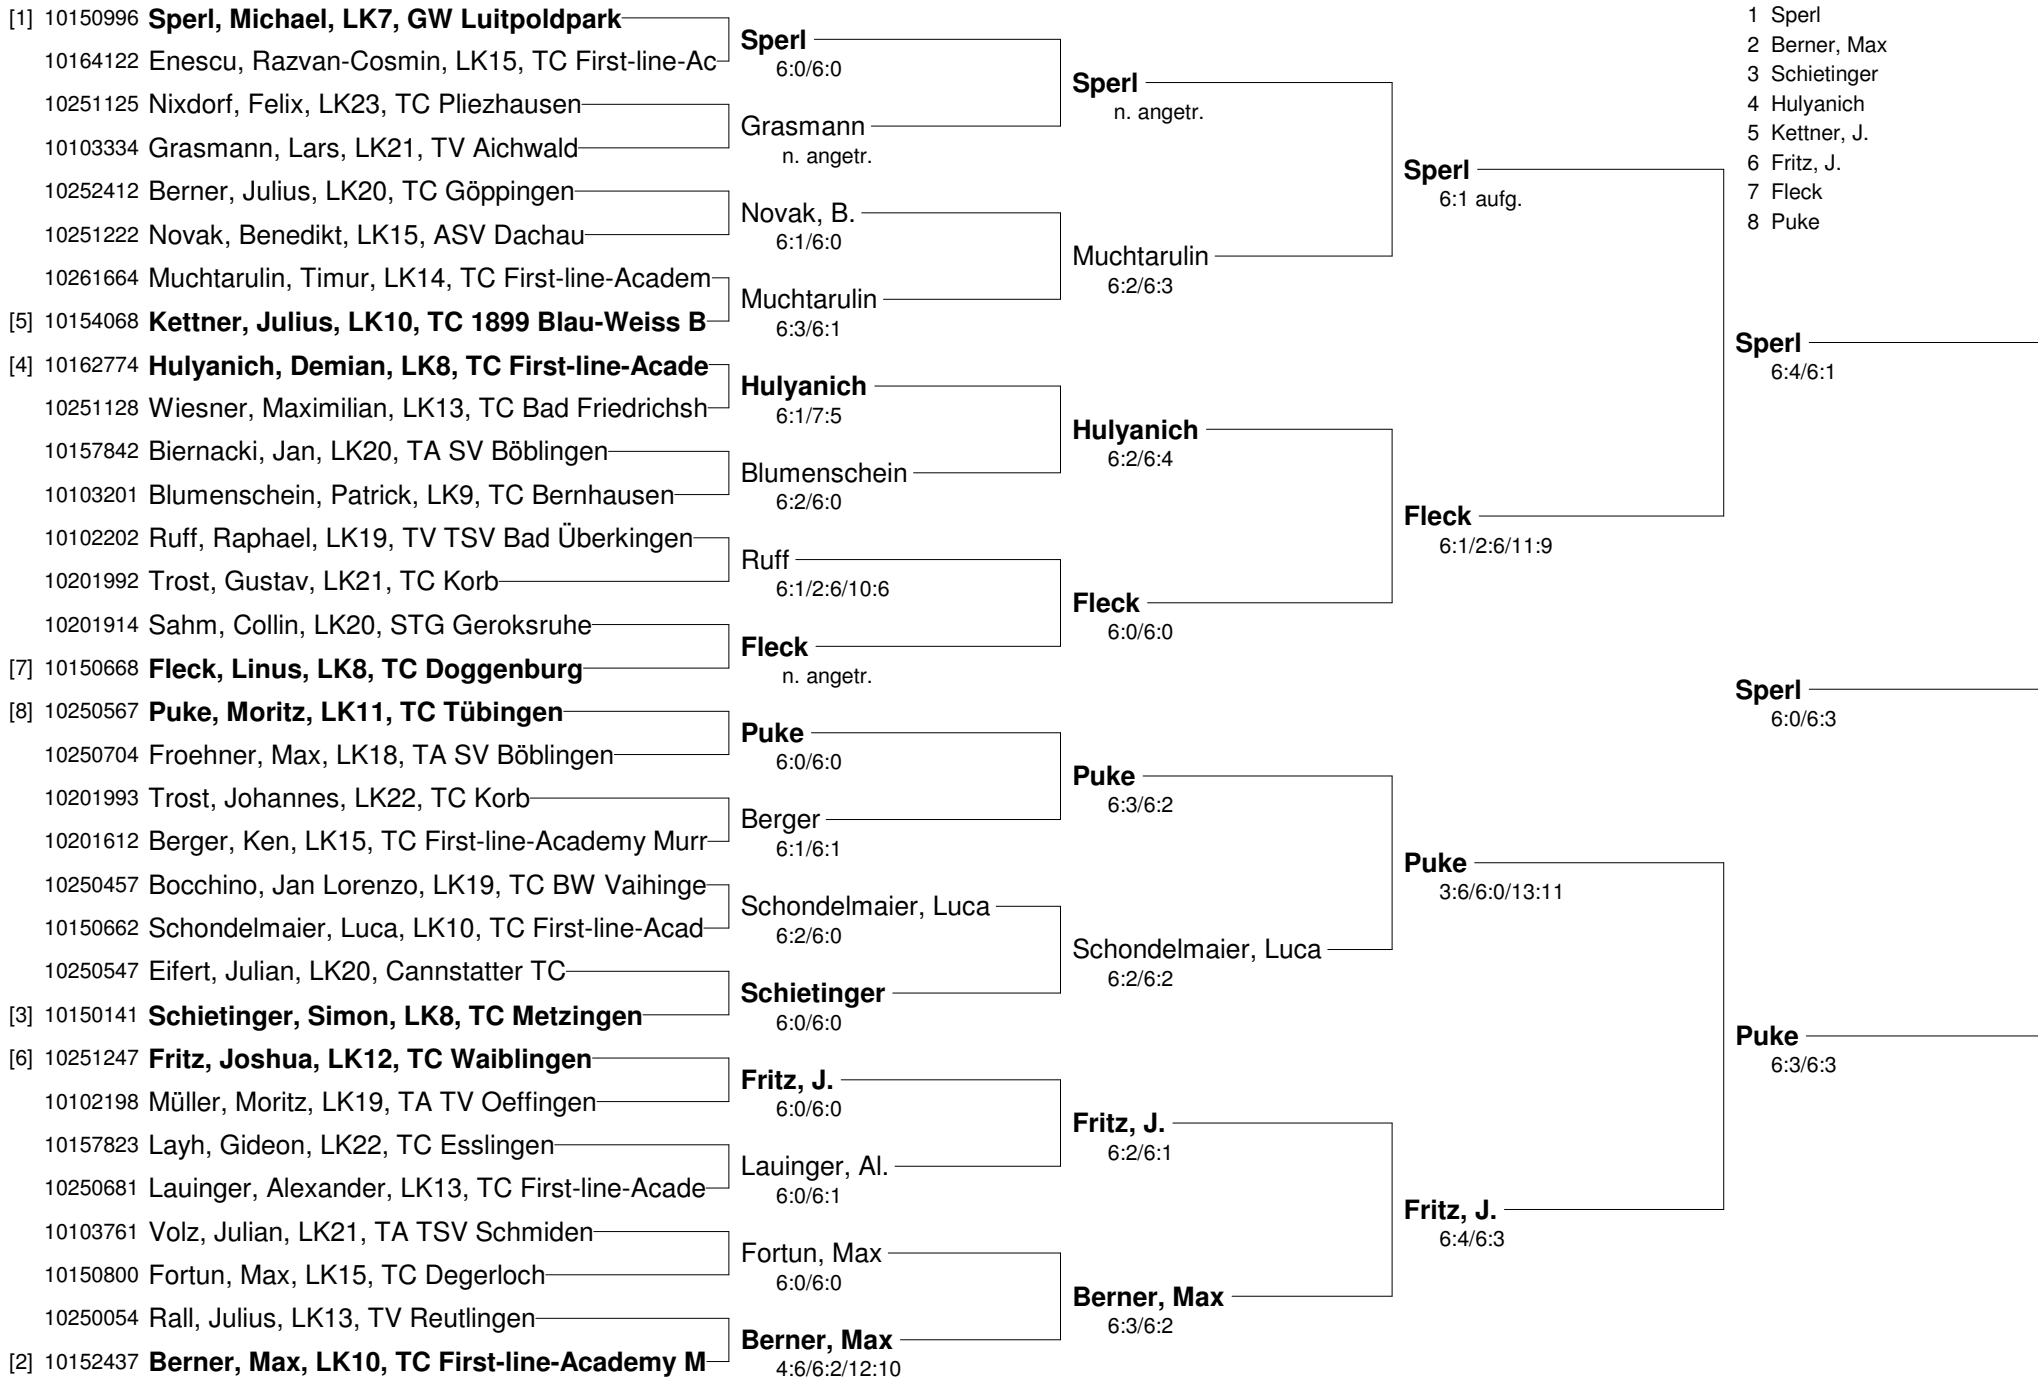 [1] 10150996 Sperl, Michael, LK7, GW Luitpoldpark
10164122 Enescu, Razvan-Cosmin, LK15, TC First-line-Ac
10251125 Nixdorf, Felix, LK23, TC Pliezhausen
10103334 Grasmann, Lars, LK21, TV Aichwald
10252412 Berner, Julius, LK20, TC Göppingen
10251222 Novak, Benedikt, LK15, ASV Dachau
10261664 Muchtarulin, Timur, LK14, TC First-line-Academ
[5] 10154068 Kettner, Julius, LK10, TC 1899 Blau-Weiss B
[4] 10162774 Hulyanich, Demian, LK8, TC First-line-Acade
10251128 Wiesner, Maximilian, LK13, TC Bad Friedrichsh
10157842 Biernacki, Jan, LK20, TA SV Böblingen
10103201 Blumenschein, Patrick, LK9, TC Bernhausen
10102202 Ruff, Raphael, LK19, TV TSV Bad Überkingen
10201992 Trost, Gustav, LK21, TC Korb
10201914 Sahm, Collin, LK20, STG Geroksruhe
[7] 10150668 Fleck, Linus, LK8, TC Doggenburg
[8] 10250567 Puke, Moritz, LK11, TC Tübingen
10250704 Froehner, Max, LK18, TA SV Böblingen
10201993 Trost, Johannes, LK22, TC Korb
10201612 Berger, Ken, LK15, TC First-line-Academy Murr
10250457 Bocchino, Jan Lorenzo, LK19, TC BW Vaihinge
10150662 Schondelmaier, Luca, LK10, TC First-line-Acad
10250547 Eifert, Julian, LK20, Cannstatter TC
[3] 10150141 Schietinger, Simon, LK8, TC Metzingen
[6] 10251247 Fritz, Joshua, LK12, TC Waiblingen
10102198 Müller, Moritz, LK19, TA TV Oeffingen
10157823 Layh, Gideon, LK22, TC Esslingen
10250681 Lauinger, Alexander, LK13, TC First-line-Acade
10103761 Volz, Julian, LK21, TA TSV Schmiden
10150800 Fortun, Max, LK15, TC Degerloch
10250054 Rall, Julius, LK13, TV Reutlingen
[2] 10152437 Berner, Max, LK10, TC First-line-Academy M
Sperl
6:0/6:0
Grasmann
n. angetr.
Novak, B.
6:1/6:0
Muchtarulin
6:3/6:1
Hulyanich
6:1/7:5
Blumenschein
6:2/6:0
Ruff
6:1/2:6/10:6
Fleck
n. angetr.
Puke
6:0/6:0
Berger
6:1/6:1
Schondelmaier, Luca
6:2/6:0
Schietinger
6:0/6:0
Fritz, J.
6:0/6:0
Lauinger, Al.
6:0/6:1
Fortun, Max
6:0/6:0
Berner, Max
4:6/6:2/12:10
Sperl
n. angetr.
Muchtarulin
6:2/6:3
Hulyanich
6:2/6:4
Fleck
6:0/6:0
Puke
6:3/6:2
Schondelmaier, Luca
6:2/6:2
Fritz, J.
6:2/6:1
Berner, Max
6:3/6:2
Sperl
6:1 aufg.
Fleck
6:1/2:6/11:9
Puke
3:6/6:0/13:11
Fritz, J.
6:4/6:3
1 Sperl
2 Berner, Max
3 Schietinger
4 Hulyanich
5 Kettner, J.
6 Fritz, J.
7 Fleck
8 Puke
Sperl
6:4/6:1
Sperl
6:0/6:3
Puke
6:3/6:3